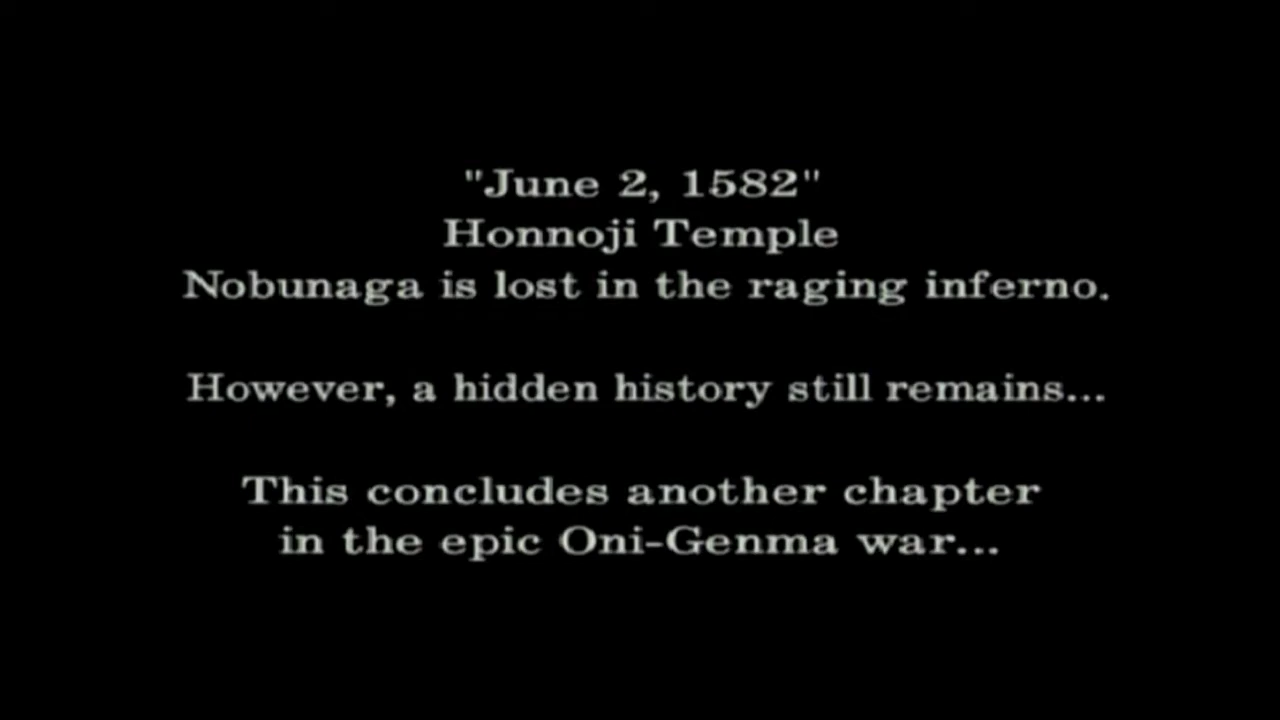 "June 2, 1582"
Honnoji Temple
Nobunaga is lost in the raging inferno.
However, a hidden history still remains...
This concludes another chapter
in the epic Oni-Genma war...